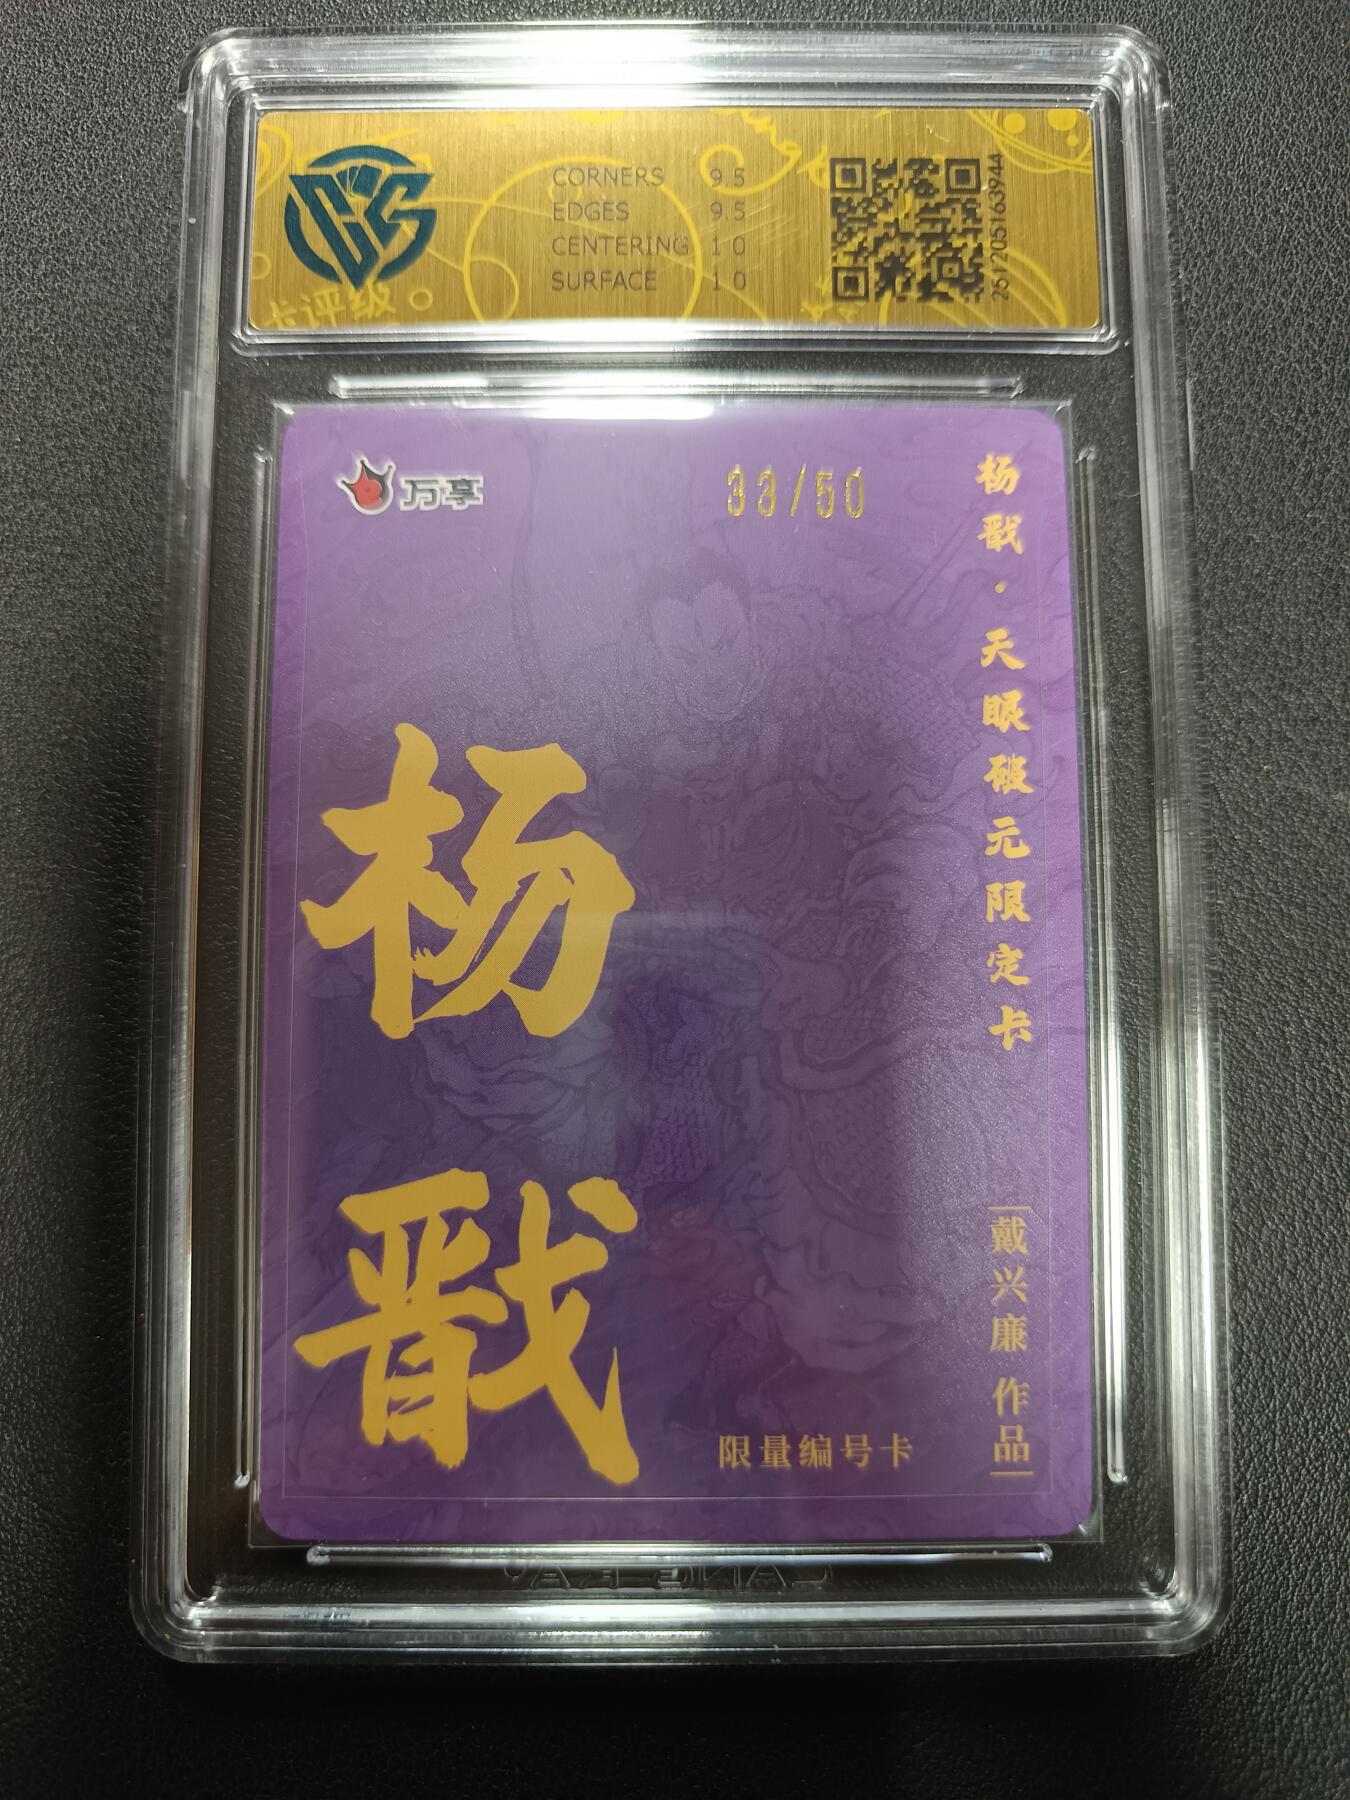 CORNERS 9.5
EDGES 9.5
CENTERING 10
SURFACE 10
251205163944
卡评级
万享
33/50
杨戬·天眼破元限定卡
杨戬
戴兴廉 作品
限量编号卡